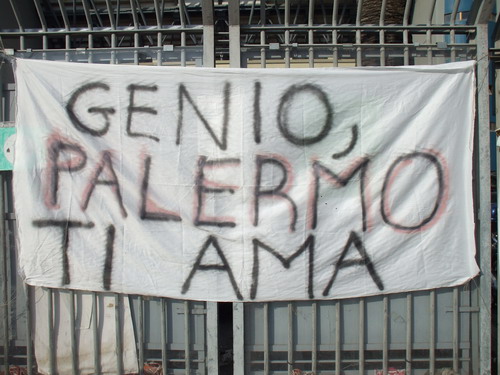 GENIO,
PALERMO
TI AMA